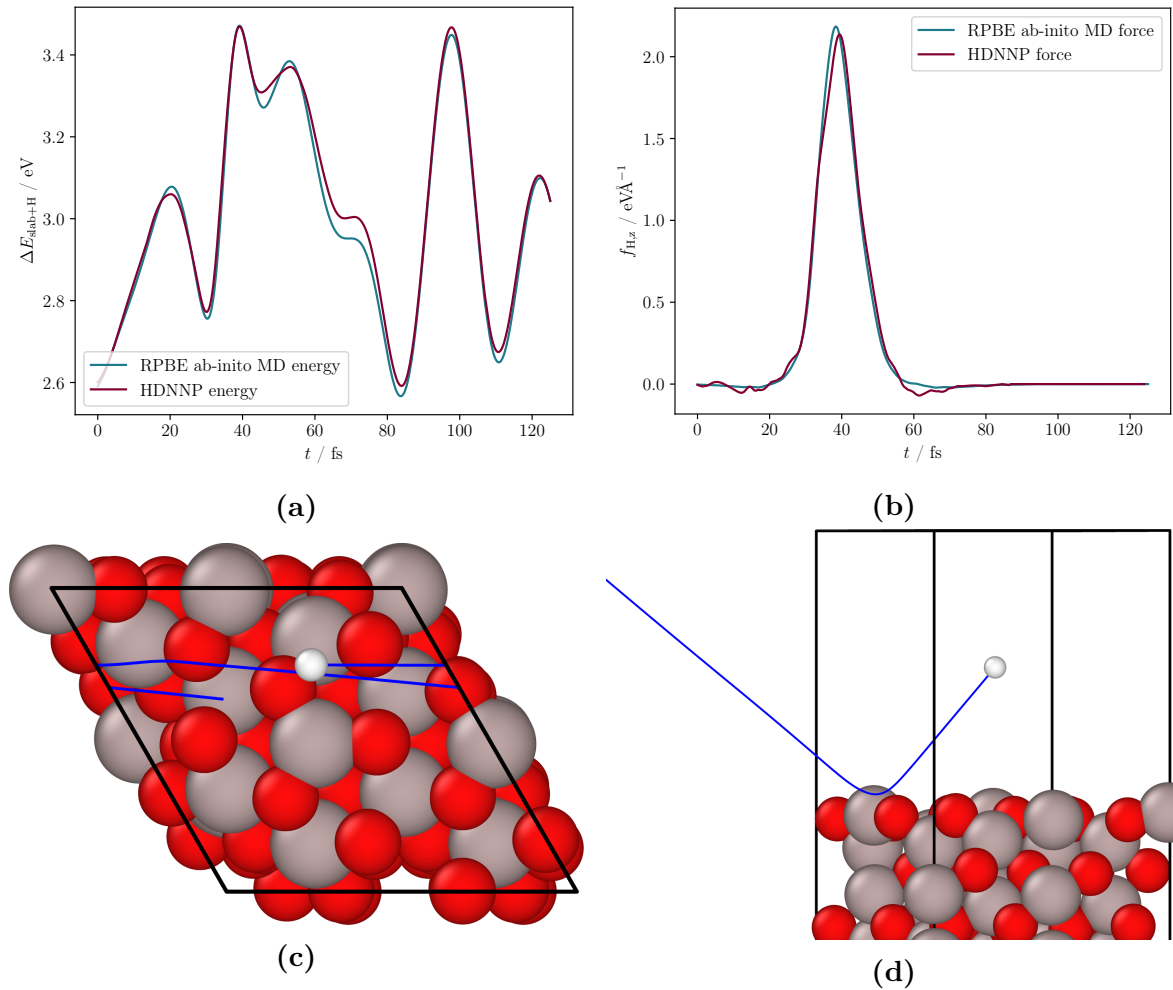 3.4
3.2
3.0
2.8
2.6
ΔE_slab+H / eV
RPBE ab-inito MD energy
HDNNP energy
0 20 40 60 80 100 120
t / fs
(a)
2.0
1.5
1.0
0.5
0.0
f_H,z / eVÅ⁻¹
RPBE ab-inito MD force
HDNNP force
0 20 40 60 80 100 120
t / fs
(b)
(c)
(d)